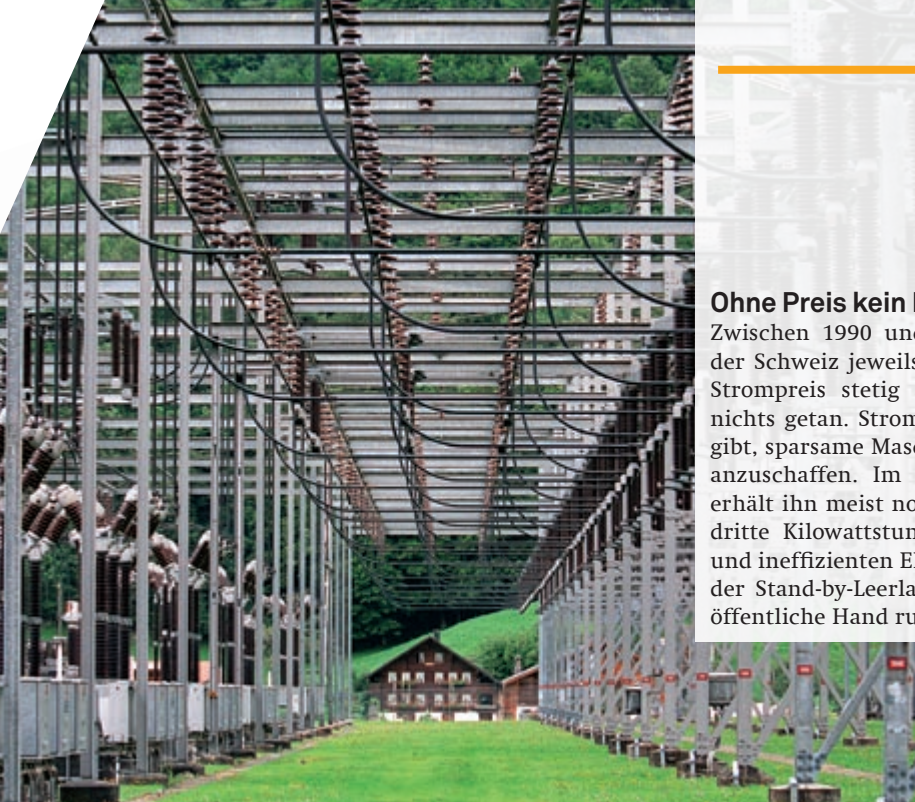 Ohne Preis kein
Zwischen 1990 und
der Schweiz jeweils
Strompreis stetig
nichts getan. Strom
gibt, sparsame Masc
anzuschaffen. Im
erhält ihn meist no
dritte Kilowattstun
und ineffizienten El
der Stand-by-Leerla
öffentliche Hand ru